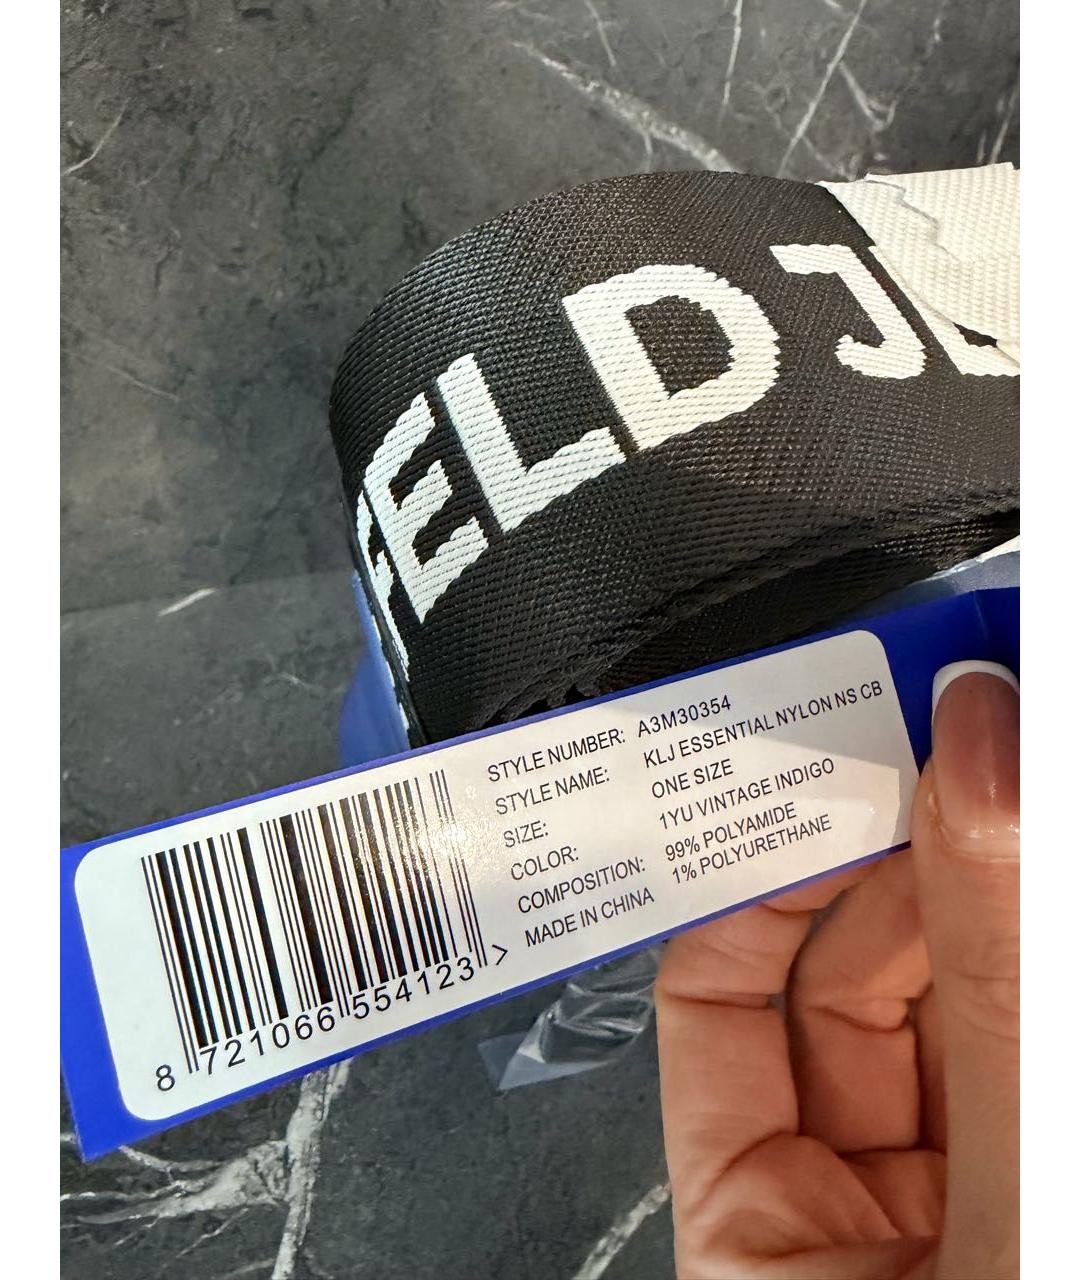 ELD J
STYLE NUMBER: A3M30354
STYLE NAME: KLJ ESSENTIAL NYLON NS CB
SIZE: ONE SIZE
COLOR: 1YU VINTAGE INDIGO
COMPOSITION: 99% POLYAMIDE
1% POLYURETHANE
MADE IN CHINA
8 721066 554123 >